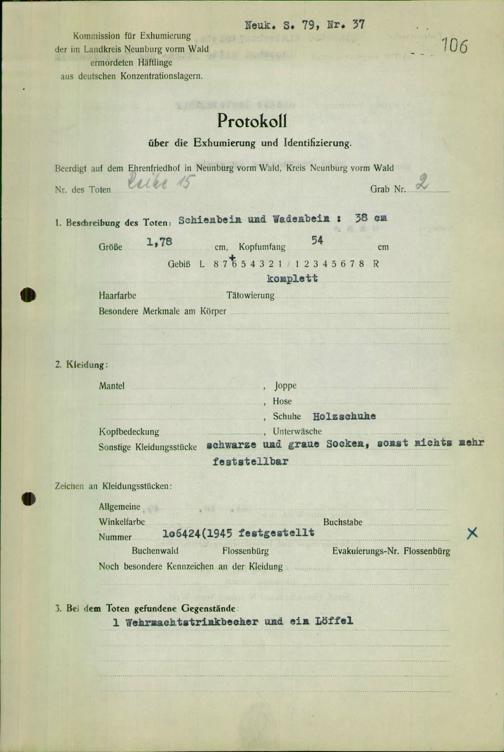 Neuk. S. 79, Nr. 37
106
Kommission für Exhumierung
der im Landkreis Neunburg vorm Wald
ermordeten Häftlinge
aus deutschen Konzentrationslagern.
Protokoll
über die Exhumierung und Identifizierung.
Beerdigt auf dem Ehrenfriedhof in Neunburg vorm Wald, Kreis Neunburg vorm Wald
Nr. des Toten Reihe 15 Grab Nr. 2
1. Beschreibung des Toten: Schienbein und Wadenbein : 38 cm
Größe 1,78 cm, Kopfumfang 54 cm
Gebiß L 8 7 6 5 4 3 2 1 / 1 2 3 4 5 6 7 8 R
komplett
Haarfarbe Tätowierung
Besondere Merkmale am Körper
2. Kleidung:
Mantel , Joppe
, Hose
, Schuhe Holzschuhe
Kopfbedeckung , Unterwäsche
Sonstige Kleidungsstücke schwarze und graue Socken, sonst nichts mehr
feststellbar
Zeichen an Kleidungsstücken:
Allgemeine
Winkelfarbe Buchstabe
Nummer 1o6424(1945 festgestellt X
Buchenwald Flossenbürg Evakuierungs-Nr. Flossenbürg
Noch besondere Kennzeichen an der Kleidung
3. Bei dem Toten gefundene Gegenstände
1 Wehrmachtstrinkbecher und ein Löffel